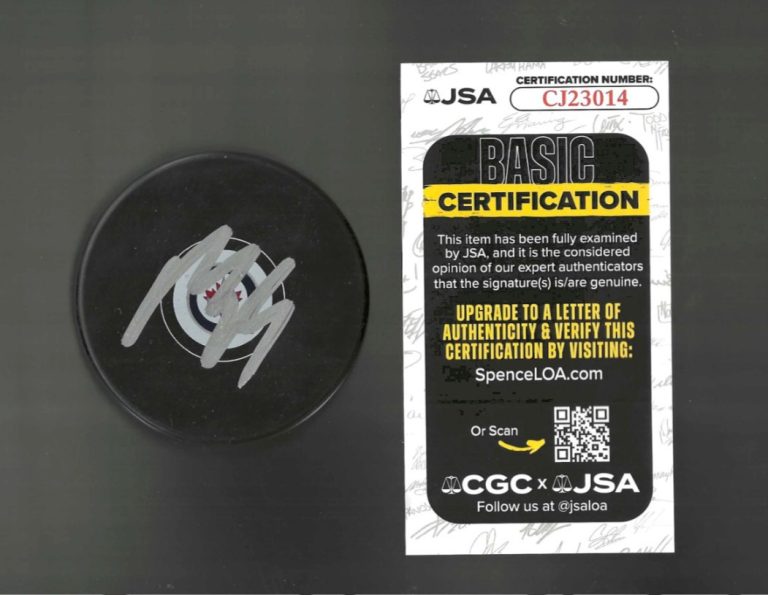 JSA
CERTIFICATION NUMBER:
CJ23014
BASIC
CERTIFICATION
This item has been fully examined
by JSA, and it is the considered
opinion of our expert authenticators
that the signature(s) is/are genuine.
UPGRADE TO A LETTER OF
AUTHENTICITY & VERIFY THIS
CERTIFICATION BY VISITING:
SpenceLOA.com
Or Scan
CGC x JSA
Follow us at @jsaloa